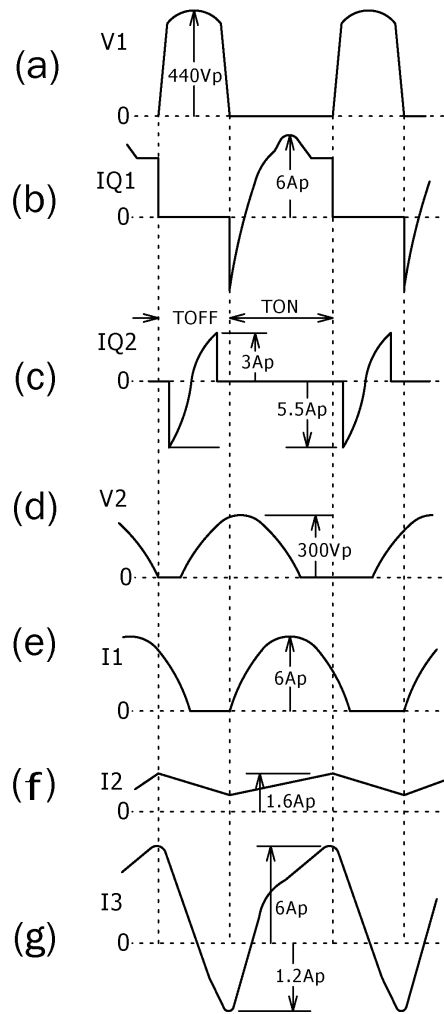 V1
(a)
440Vp
0
IQ1
(b)
6Ap
0
TOFF TON
IQ2
(c)
3Ap
0
5.5Ap
V2
(d)
300Vp
0
(e)
I1
6Ap
0
(f)
I2
1.6Ap
0
I3
6Ap
(g)
0
1.2Ap